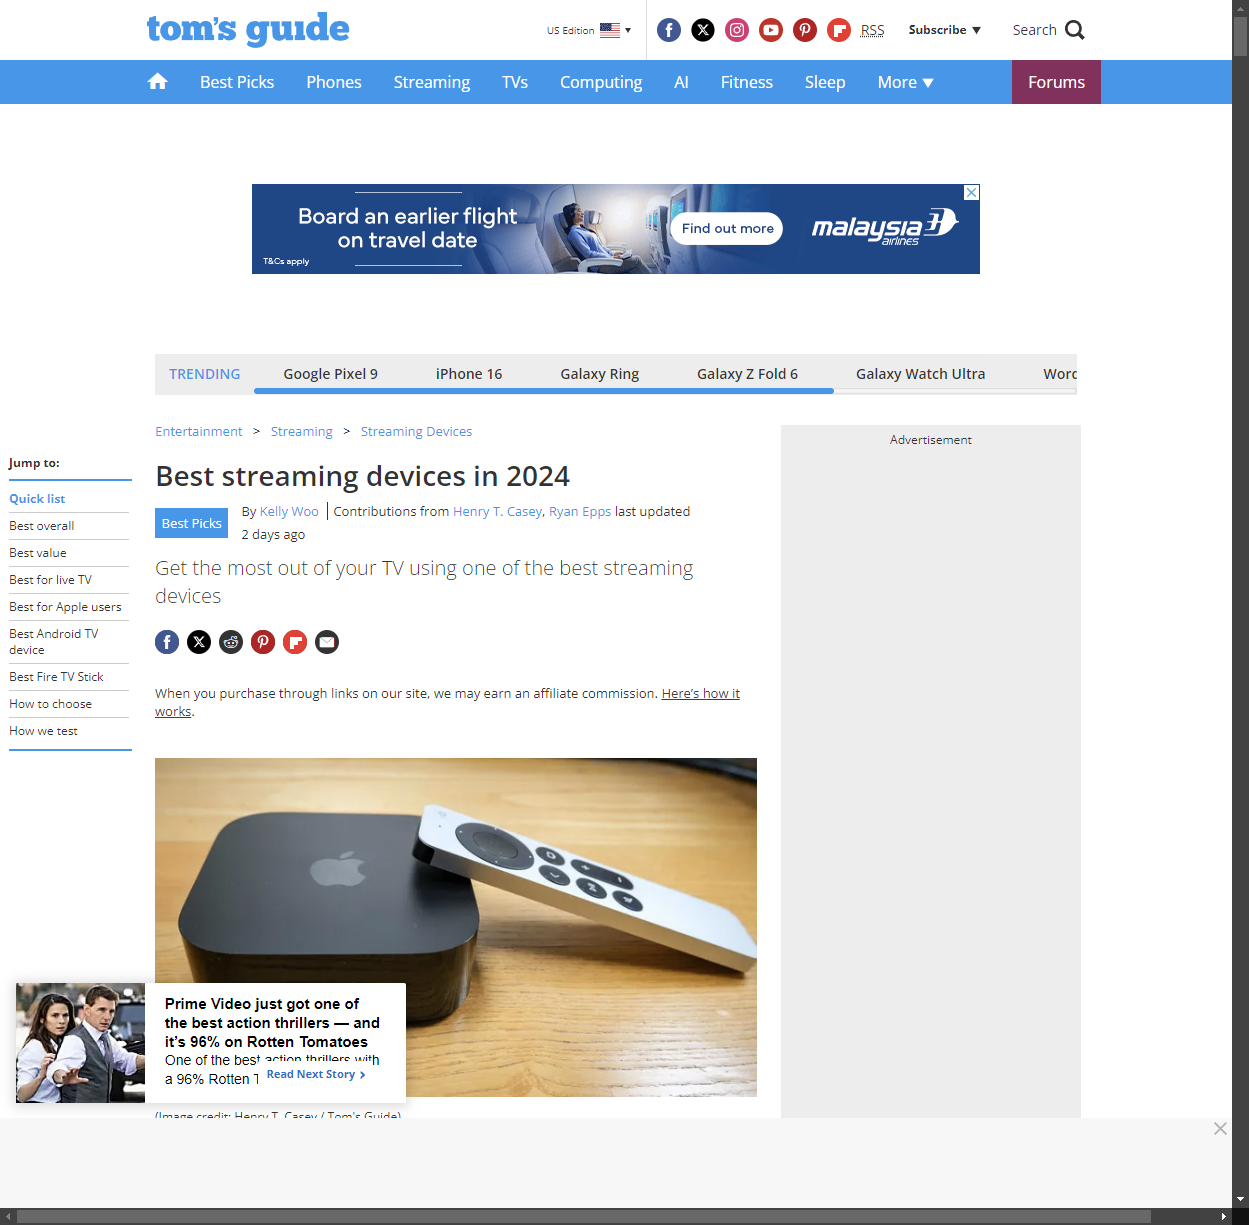 tom's guide
US Edition
RSS
Subscribe
Search
Best Picks
Phones
Streaming
TVs
Computing
AI
Fitness
Sleep
More
Forums
Board an earlier flight
on travel date
T&Cs apply
Find out more
malaysia
airlines
TRENDING
Google Pixel 9
iPhone 16
Galaxy Ring
Galaxy Z Fold 6
Galaxy Watch Ultra
Word
Entertainment > Streaming > Streaming Devices
Advertisement
Jump to:
Quick list
Best overall
Best value
Best for live TV
Best for Apple users
Best Android TV
device
Best Fire TV Stick
How to choose
How we test
Best streaming devices in 2024
Best Picks
By Kelly Woo
Contributions from Henry T. Casey, Ryan Epps last updated
2 days ago
Get the most out of your TV using one of the best streaming
devices
When you purchase through links on our site, we may earn an affiliate commission. Here’s how it
works.
Prime Video just got one of
the best action thrillers — and
it’s 96% on Rotten Tomatoes
One of the best action thrillers with
a 96% Rotten T
Read Next Story
(Image credit: Henry T. Casey / Tom's Guide)